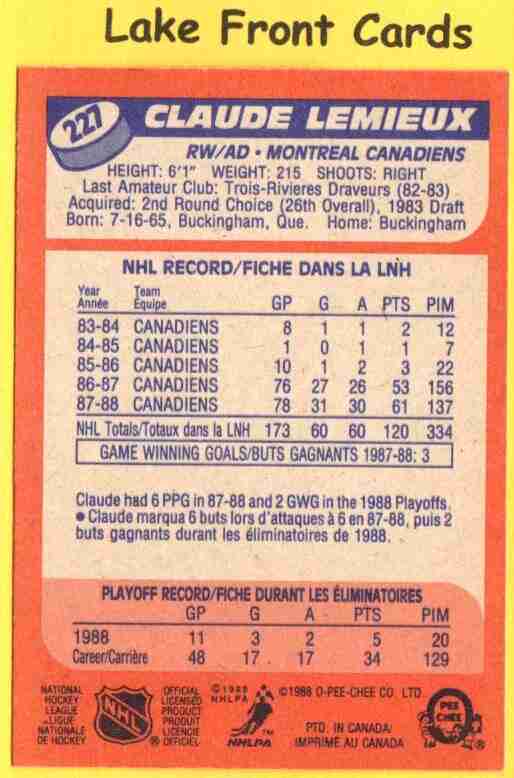 Lake Front Cards
227 CLAUDE LEMIEUX
RW/AD • MONTREAL CANADIENS
HEIGHT: 6'1" WEIGHT: 215 SHOOTS: RIGHT
Last Amateur Club: Trois-Rivieres Draveurs (82-83)
Acquired: 2nd Round Choice (26th Overall), 1983 Draft
Born: 7-16-65, Buckingham, Que. Home: Buckingham
NHL RECORD/FICHE DANS LA LNH
Year Team
Année Equipe GP G A PTS PIM
83-84 CANADIENS 8 1 1 2 12
84-85 CANADIENS 1 0 1 1 7
85-86 CANADIENS 10 1 2 3 22
86-87 CANADIENS 76 27 26 53 156
87-88 CANADIENS 78 31 30 61 137
NHL Totals/Totaux dans la LNH 173 60 60 120 334
GAME WINNING GOALS/BUTS GAGNANTS 1987-88: 3
Claude had 6 PPG in 87-88 and 2 GWG in the 1988 Playoffs.
• Claude marqua 6 buts lors d'attaques à 6 en 87-88, puis 2
buts gagnants durant les éliminatoires de 1988.
PLAYOFF RECORD/FICHE DURANT LES ÉLIMINATOIRES
GP G A PTS PIM
1988 11 3 2 5 20
Career/Carrière 48 17 17 34 129
NATIONAL
HOCKEY
LEAGUE
LIGUE
NATIONALE
DE HOCKEY
NHL
®
OFFICIAL
LICENSED
PRODUCT
PRODUIT
LICENCIE
OFFICIEL
©1988
NHLPA
NHLPA
©1988 O-PEE-CHEE CO. LTD.
PTD. IN CANADA/
IMPRIMÉ AU CANADA
O
PEE
CHEE